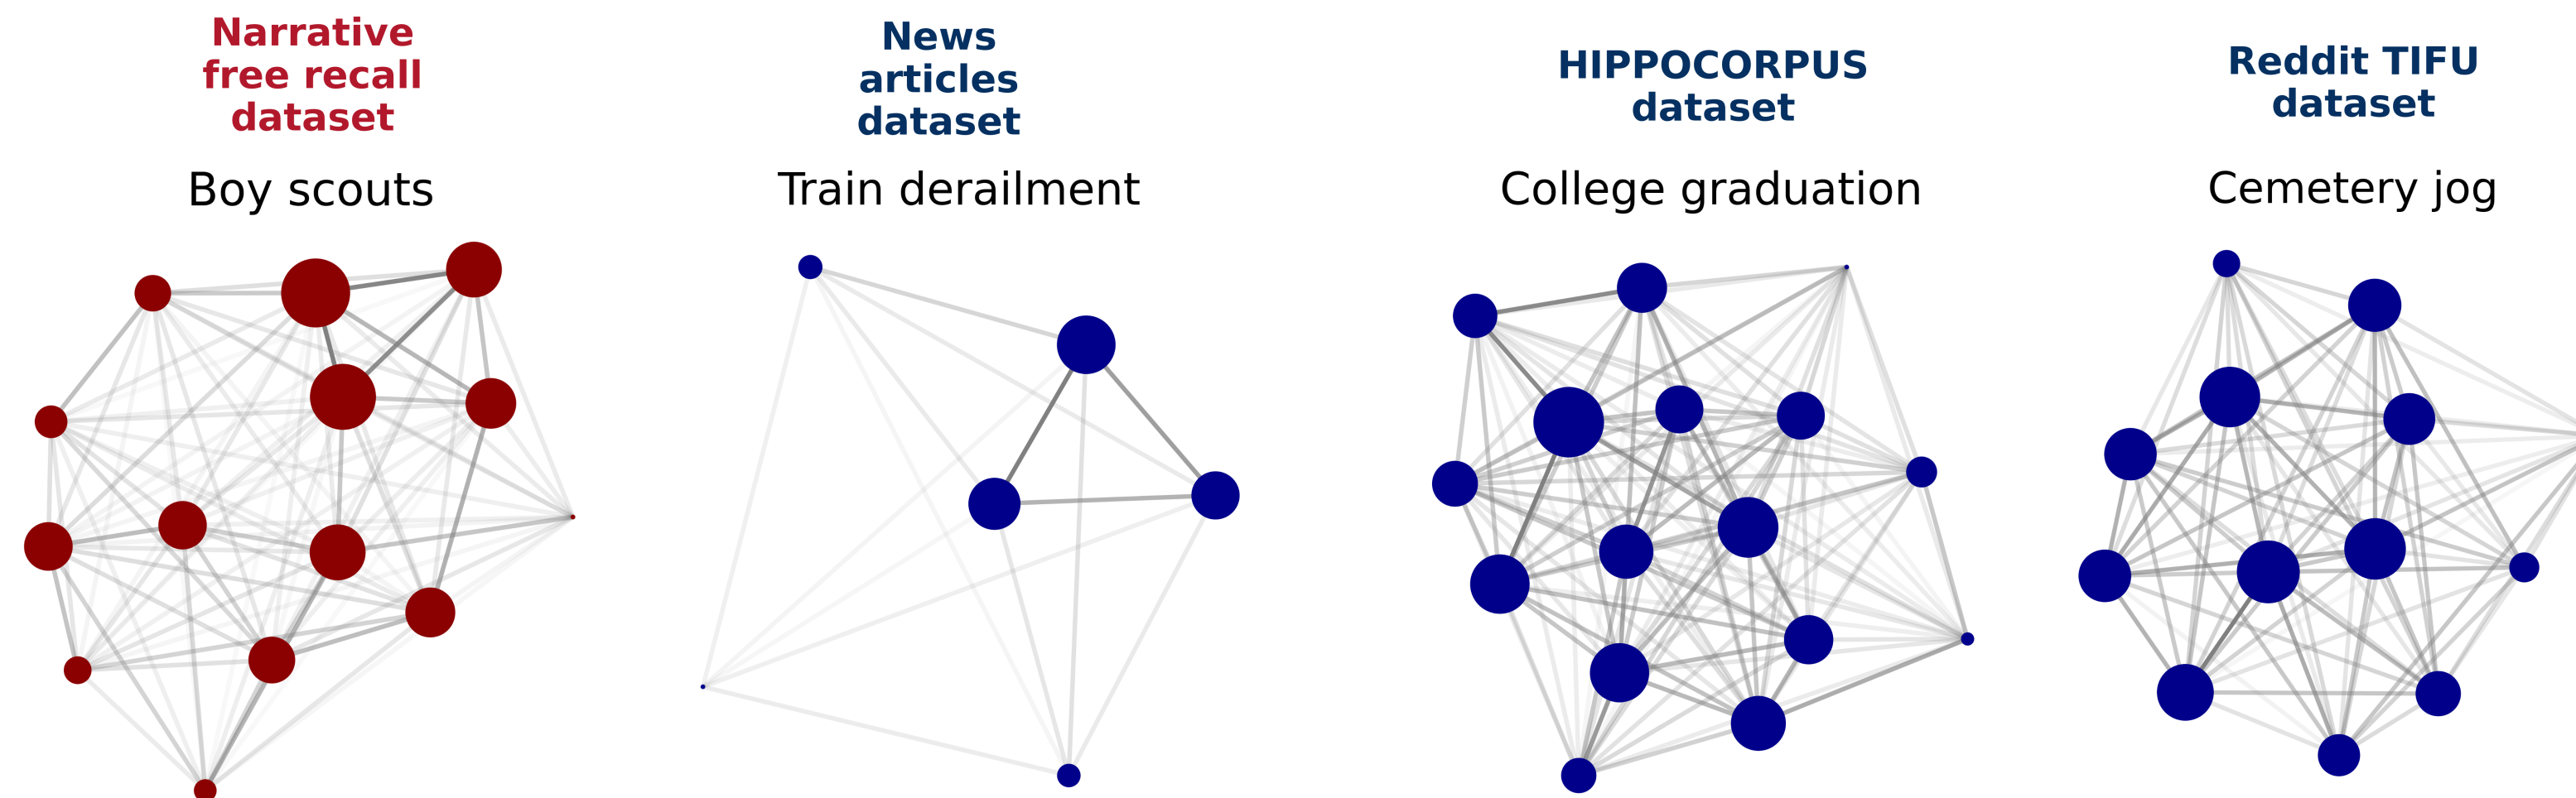 Narrative
free recall
dataset
Boy scouts
News
articles
dataset
Train derailment
HIPPOCORPUS
dataset
College graduation
Reddit TIFU
dataset
Cemetery jog